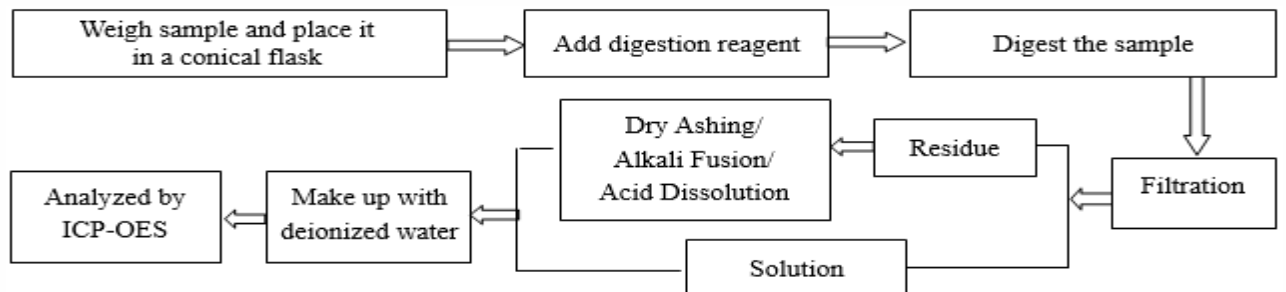 Weigh sample and place it
in a conical flask
Add digestion reagent
Digest the sample
Filtration
Residue
Dry Ashing/
Alkali Fusion/
Acid Dissolution
Solution
Make up with
deionized water
Analyzed by
ICP-OES